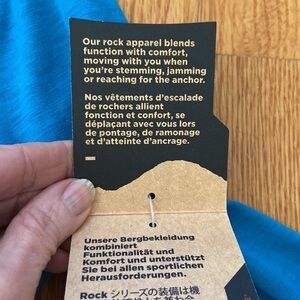 Our rock apparel blends
function with comfort,
moving with you when
you're stemming, jamming
or reaching for the anchor.
Nos vêtements d'escalade
de rochers allient
fonction et confort, se
déplaçant avec vous lors
de pontage, de ramonage
et d'atteinte d'ancrage.
Unsere Bergbekleidung
kombiniert
Funktionalität und
Komfort und unterstützt
Sie bei allen sportlichen
Herausforderungen.
Rock シリーズの装備は機